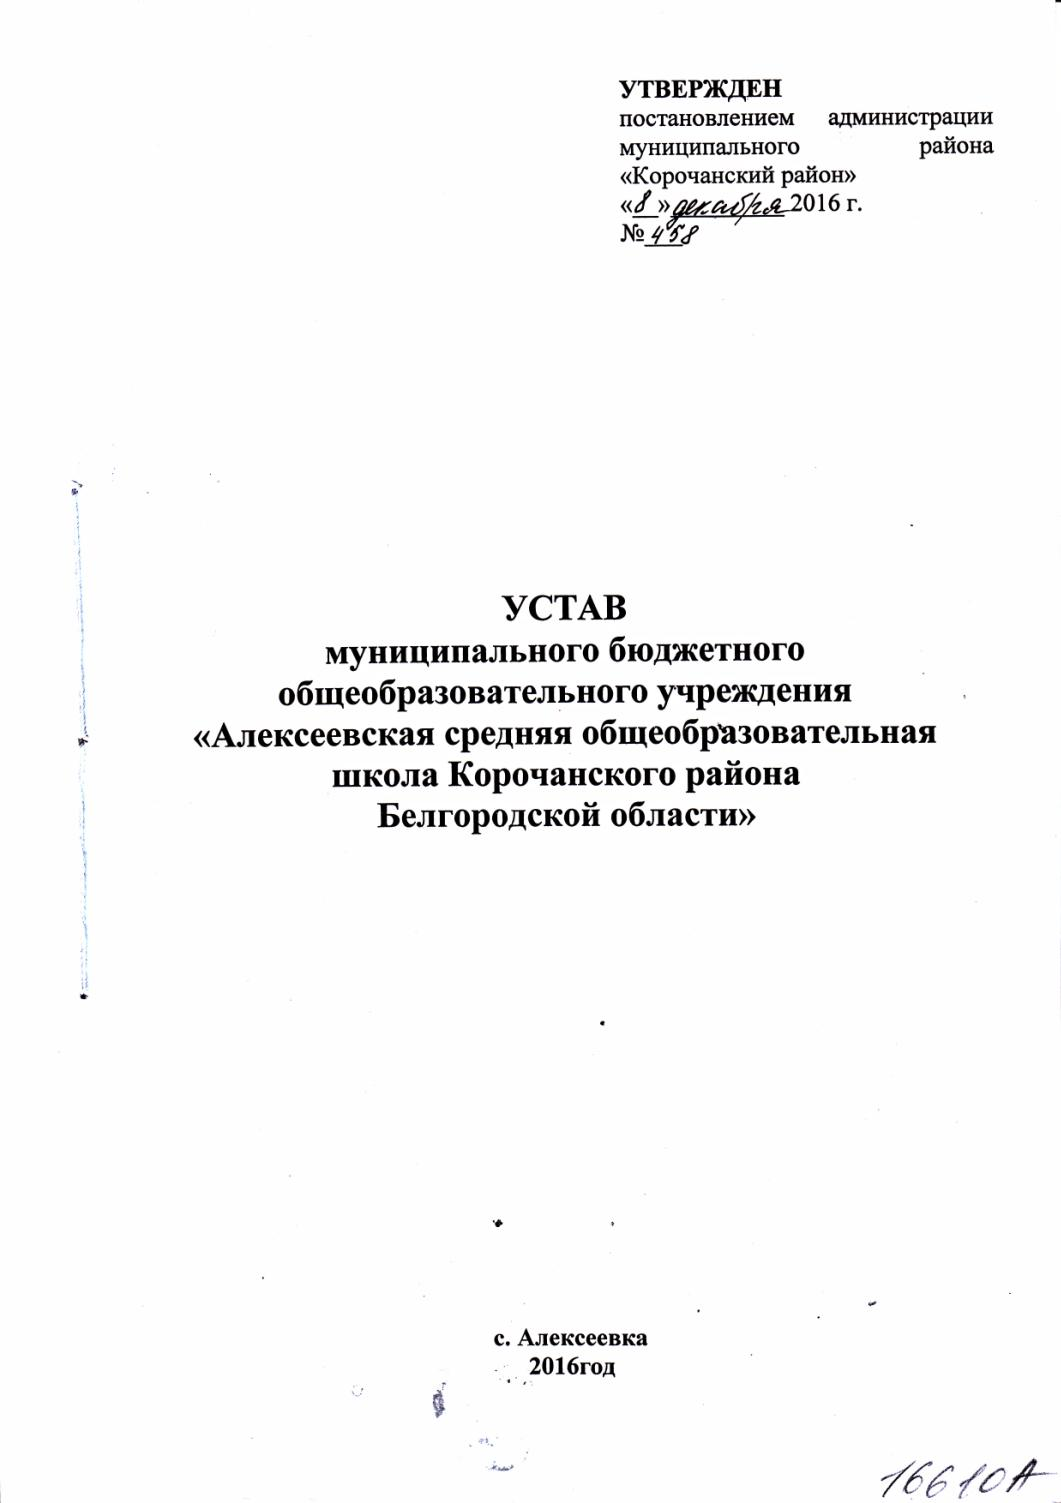 УТВЕРЖДЕН
постановлением администрации
муниципального района
«Корочанский район»
«8» декабря 2016 г.
№ 458
УСТАВ
муниципального бюджетного
общеобразовательного учреждения
«Алексеевская средняя общеобразовательная
школа Корочанского района
Белгородской области»
с. Алексеевка
2016год
16610А